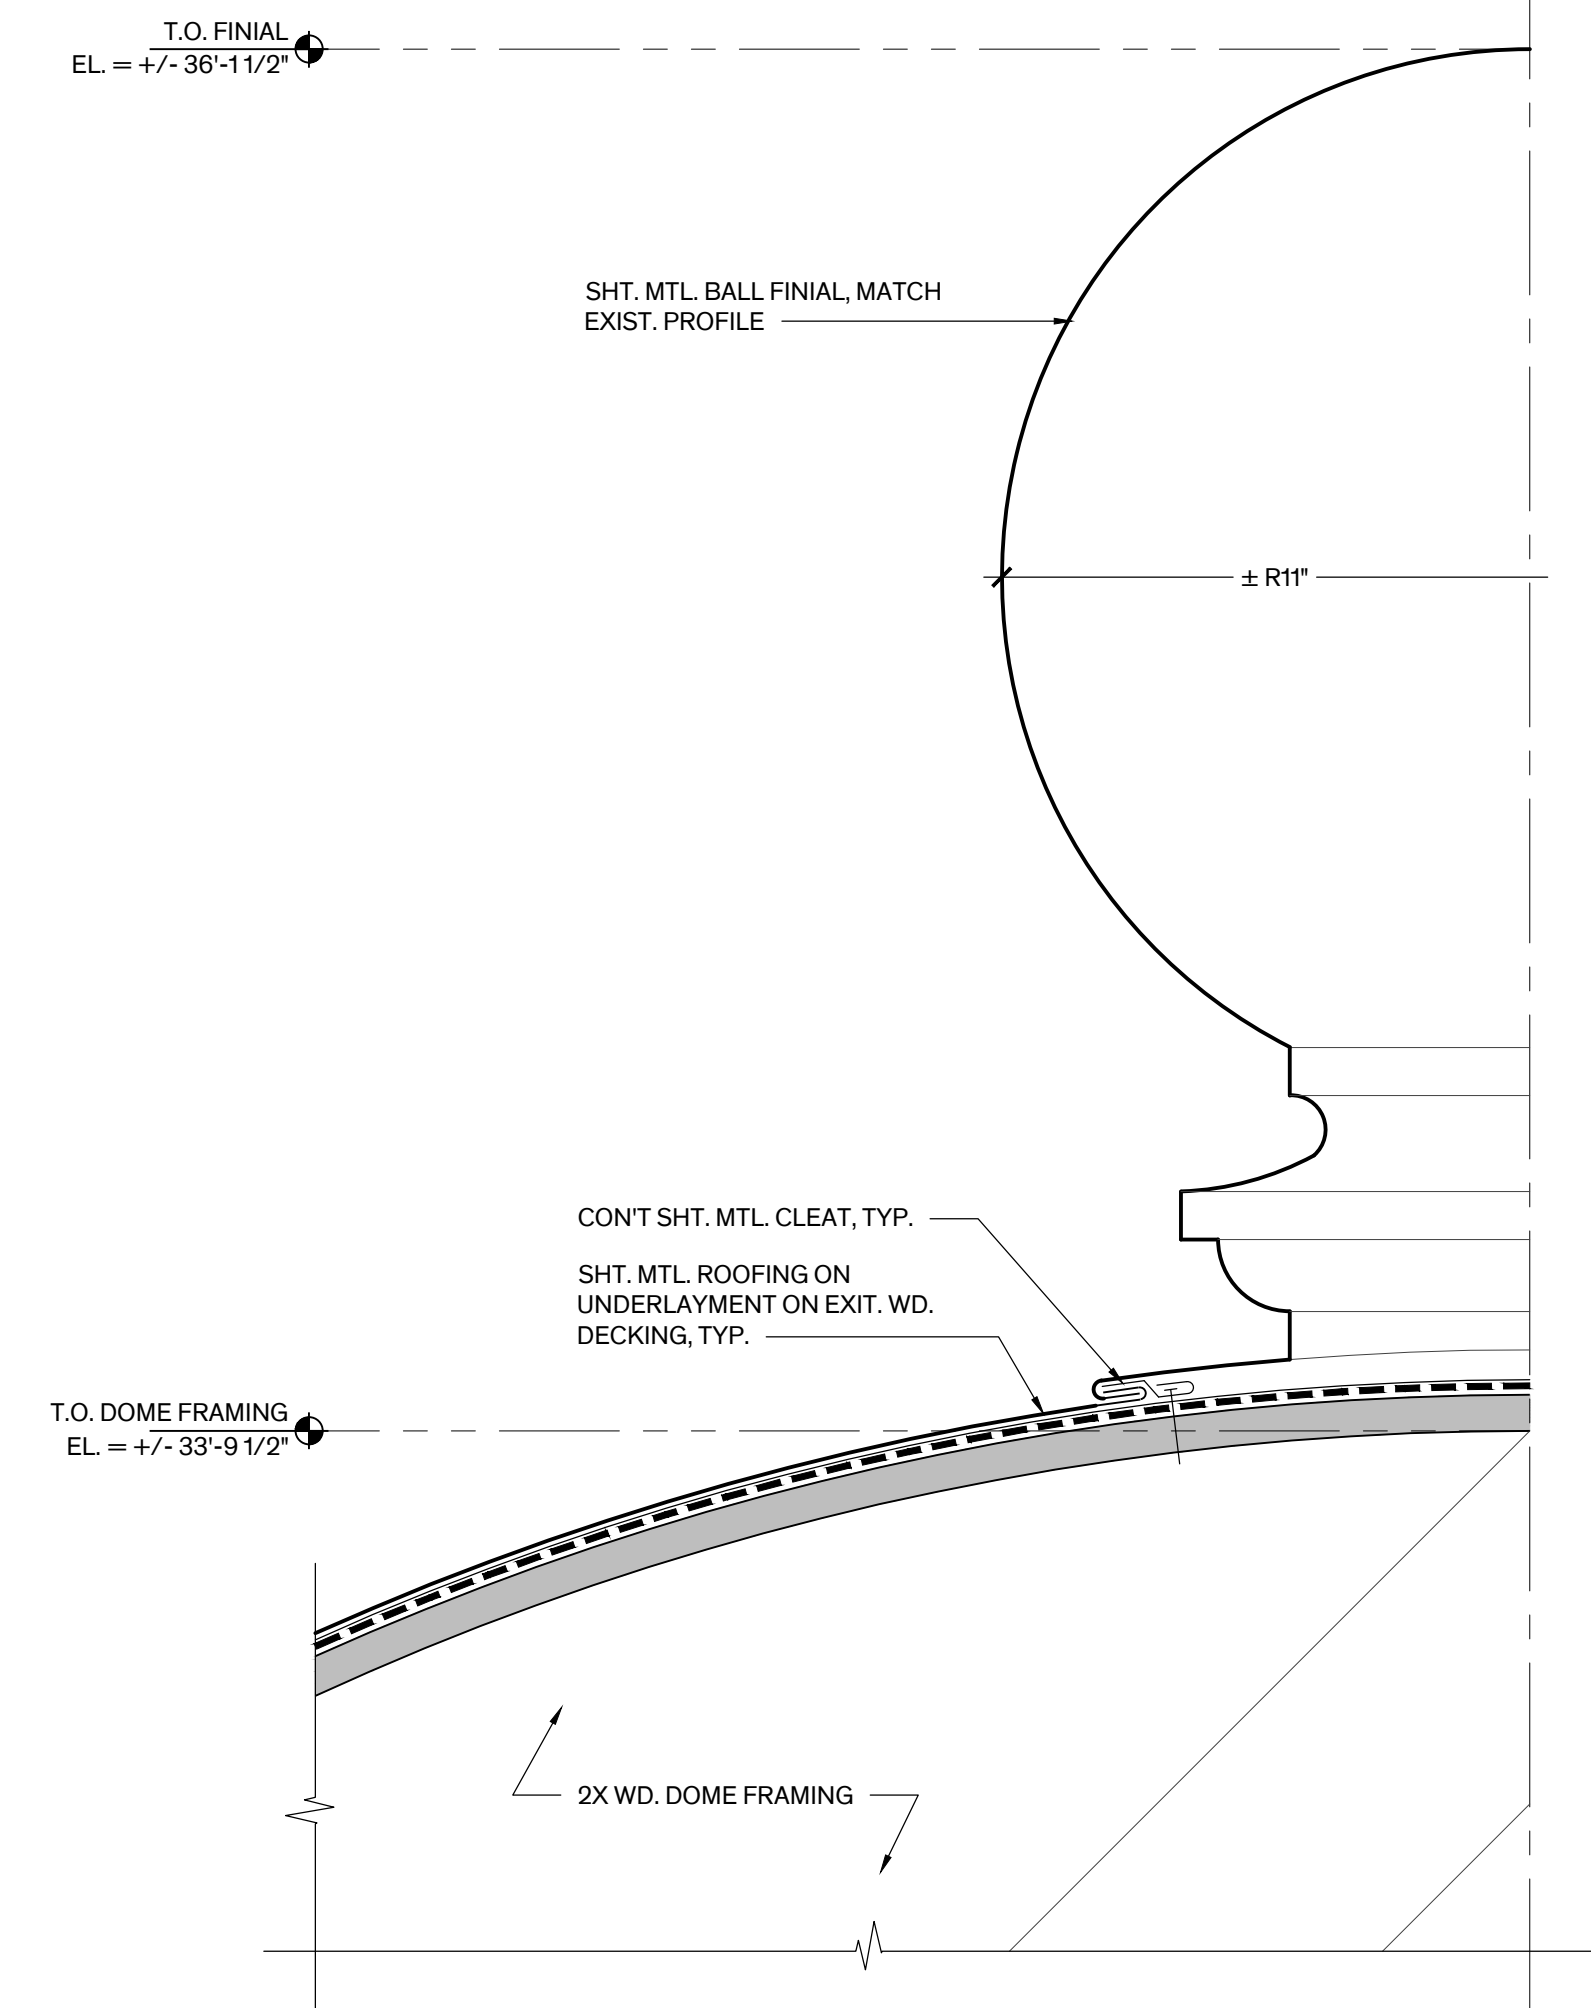 T.O. FINIAL
EL. = +/- 36'-1 1/2"
SHT. MTL. BALL FINIAL, MATCH
EXIST. PROFILE
± R11"
CON'T SHT. MTL. CLEAT, TYP.
SHT. MTL. ROOFING ON
UNDERLAYMENT ON EXIT. WD.
DECKING, TYP.
T.O. DOME FRAMING
EL. = +/- 33'-9 1/2"
2X WD. DOME FRAMING